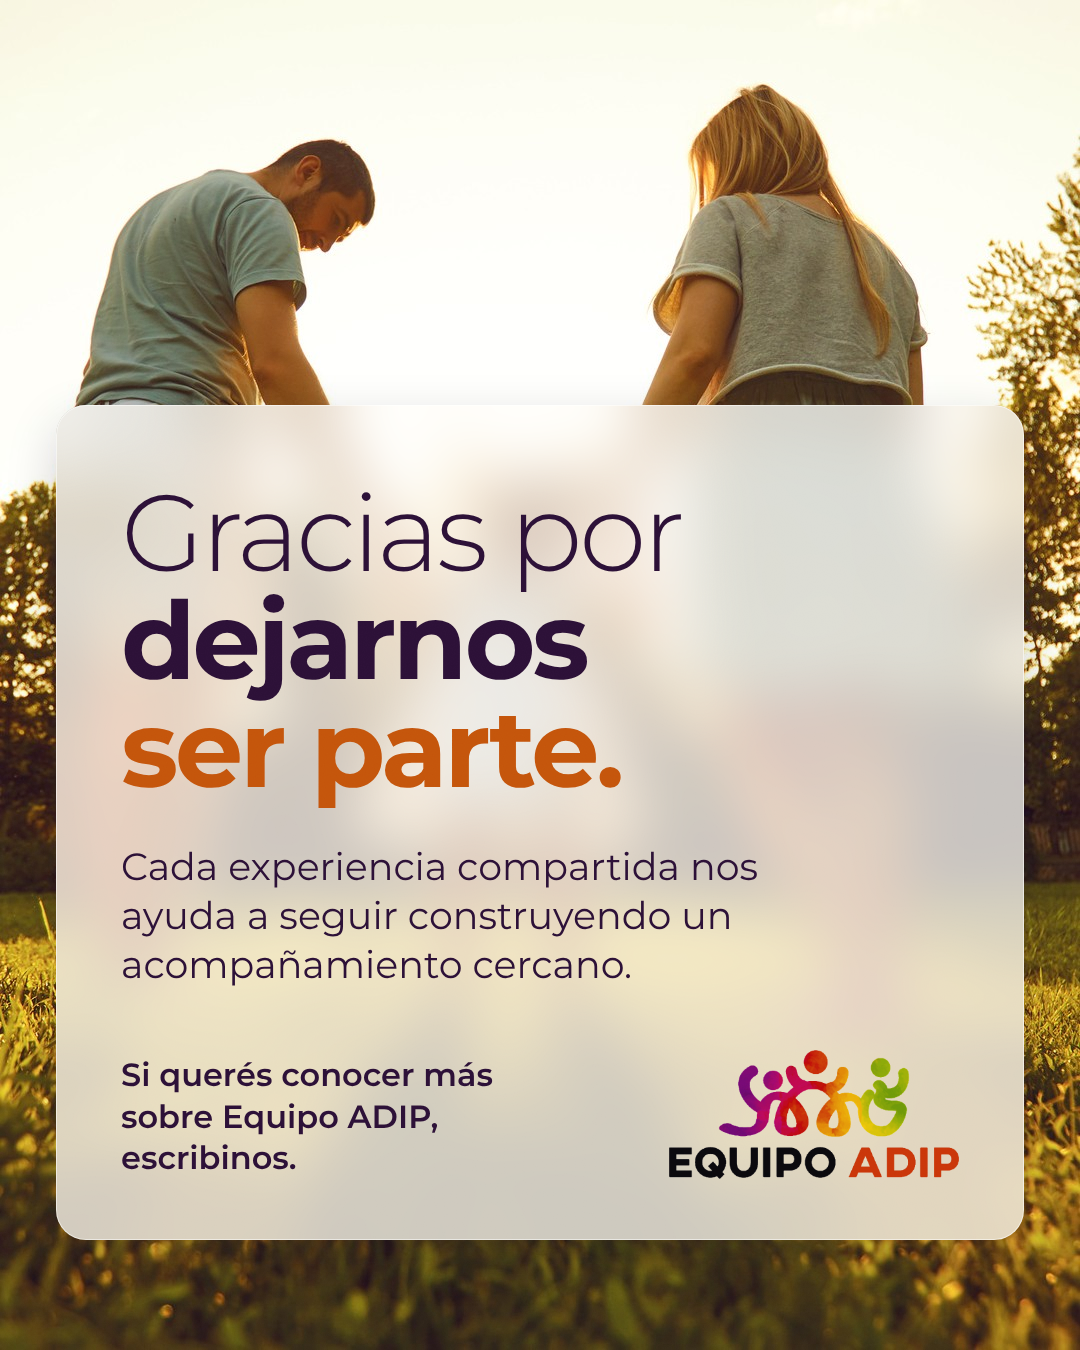 Gracias por
dejarnos
ser parte.
Cada experiencia compartida nos
ayuda a seguir construyendo un
acompañamiento cercano.
Si querés conocer más
sobre Equipo ADIP,
escribinos.
EQUIPO ADIP